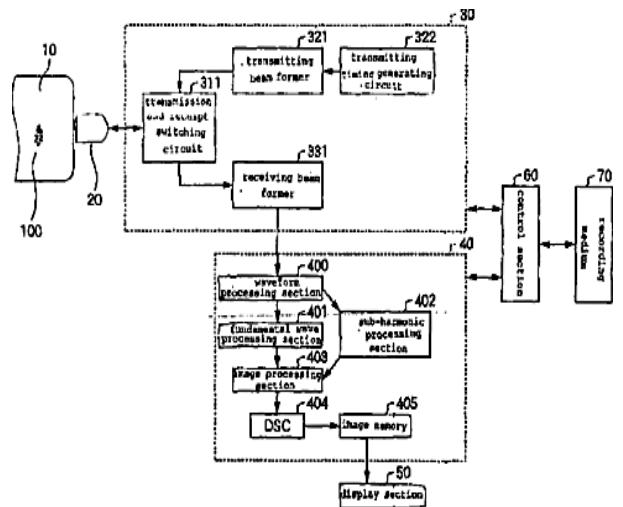 30
10
321
322
transmitting
beam former
transmitting
timing
generating
circuit
311
transmission
and receipt
switching
circuit
20
100
331
receiving beam
former
60
control section
70
recording
medium
40
400
waveform
processing section
401
fundamental wave
processing section
402
sub-harmonic
processing
section
403
image processing
section
404
DSC
405
image memory
50
display section